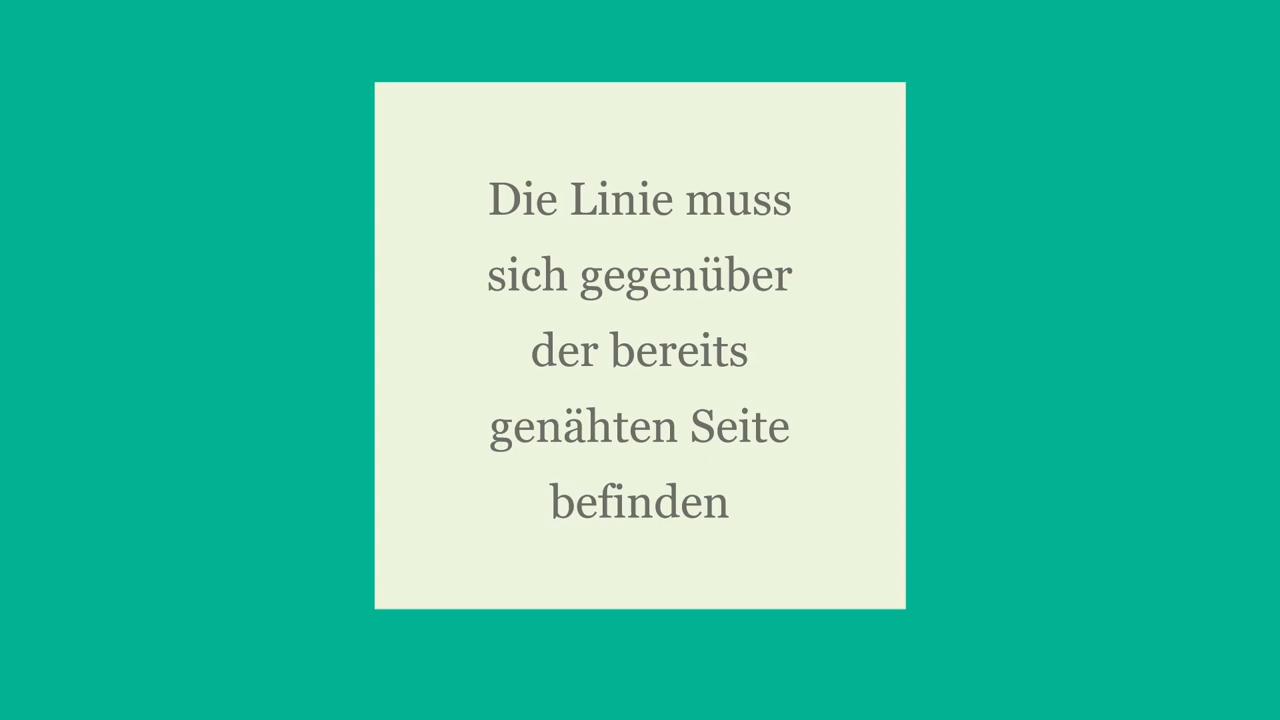 Die Linie muss
sich gegenüber
der bereits
genähten Seite
befinden